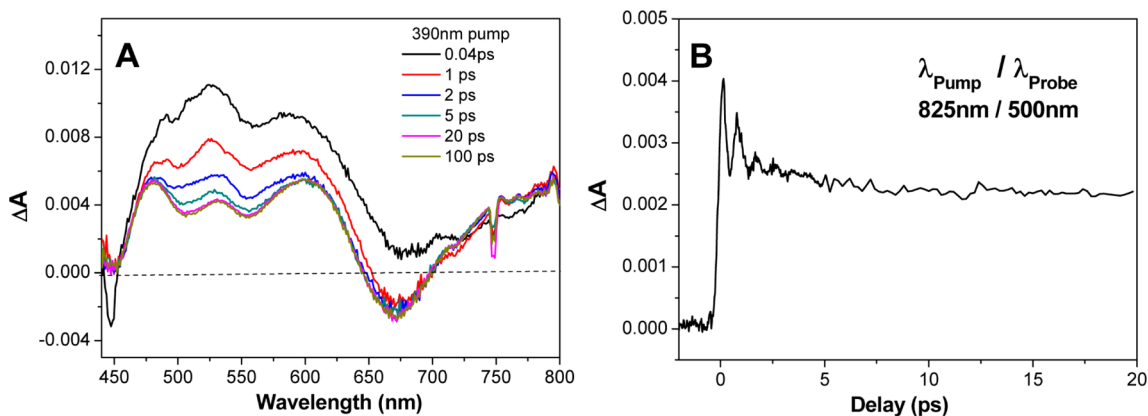 A
390nm pump
0.04ps
1 ps
2 ps
5 ps
20 ps
100 ps
0.012
0.008
0.004
0.000
-0.004
ΔA
450
500
550
600
650
700
750
800
Wavelength (nm)
B
λPump / λProbe
825nm / 500nm
0.005
0.004
0.003
0.002
0.001
0.000
ΔA
0
5
10
15
20
Delay (ps)